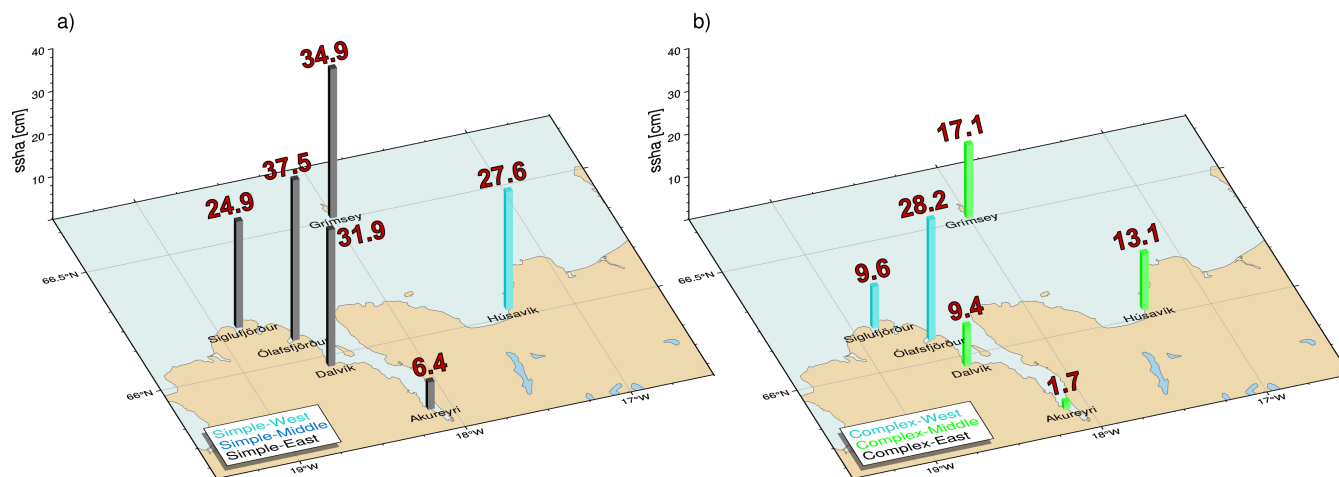 a)
40
30
20
10
ssha [cm]
34.9
37.5
24.9
31.9
27.6
6.4
Grímsey
Siglufjörður
Ólafsfjörður
Dalvík
Húsavík
Akureyri
66.5°N
66°N
19°W
18°W
17°W
Simple-West
Simple-Middle
Simple-East
b)
40
30
20
10
ssha [cm]
17.1
28.2
9.6
9.4
13.1
1.7
Grímsey
Siglufjörður
Ólafsfjörður
Dalvík
Húsavík
Akureyri
66.5°N
66°N
19°W
18°W
17°W
Complex-West
Complex-Middle
Complex-East